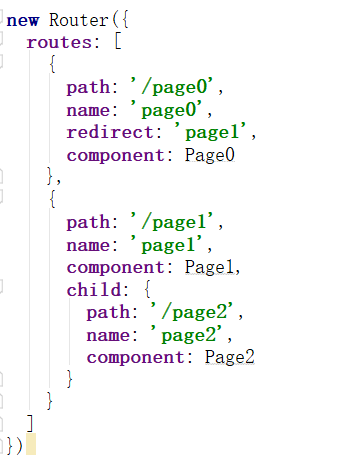 new Router({
  routes: [
    {
      path: '/page0',
      name: 'page0',
      redirect: 'page1',
      component: Page0
    },
    {
      path: '/page1',
      name: 'page1',
      component: Page1,
      child: {
        path: '/page2',
        name: 'page2',
        component: Page2
      }
    }
  ]
})